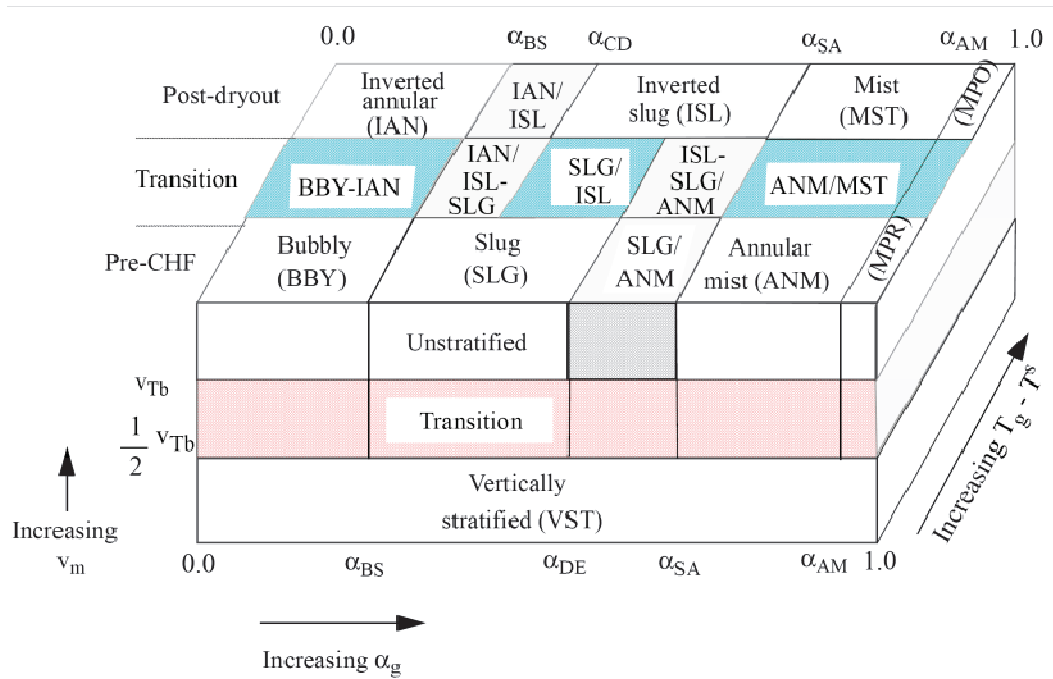 0.0 α_BS α_CD α_SA α_AM 1.0
Post-dryout
Inverted
annular
(IAN)
IAN/
ISL
Inverted
slug (ISL)
Mist
(MST)
(MPO)
Transition
BBY-IAN
IAN/
ISL-
SLG
SLG/
ISL
ISL-
SLG/
ANM
ANM/MST
Pre-CHF
Bubbly
(BBY)
Slug
(SLG)
SLG/
ANM
Annular
mist (ANM)
(MPR)
Unstratified
v_Tb
Transition
1/2 v_Tb
Vertically
stratified (VST)
Increasing
v_m
0.0 α_BS α_DE α_SA α_AM 1.0
Increasing T_g - T^s
Increasing α_g